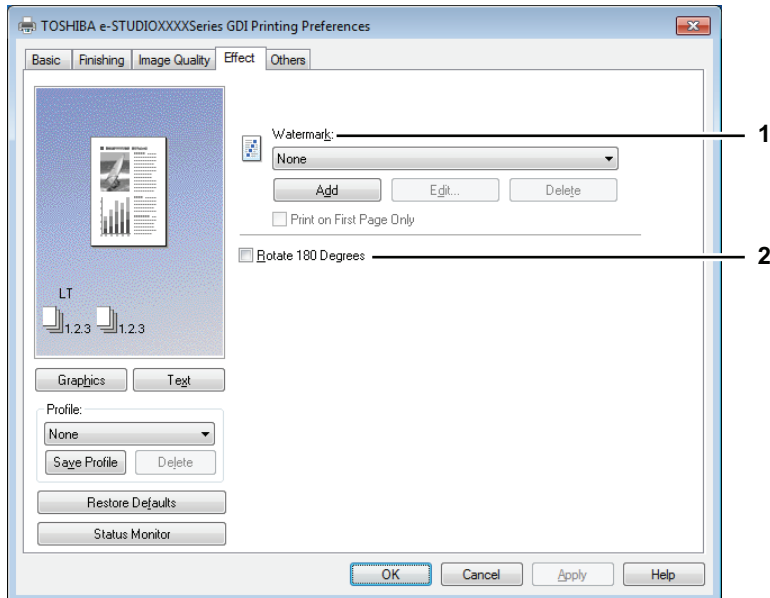 TOSHIBA e-STUDIOXXXXSeries GDI Printing Preferences
Basic Finishing Image Quality Effect Others
Watermark:
1
None
Add Edit... Delete
Print on First Page Only
Rotate 180 Degrees
2
LT
1.2.3 1.2.3
Graphics Text
Profile:
None
Save Profile Delete
Restore Defaults
Status Monitor
OK Cancel Apply Help